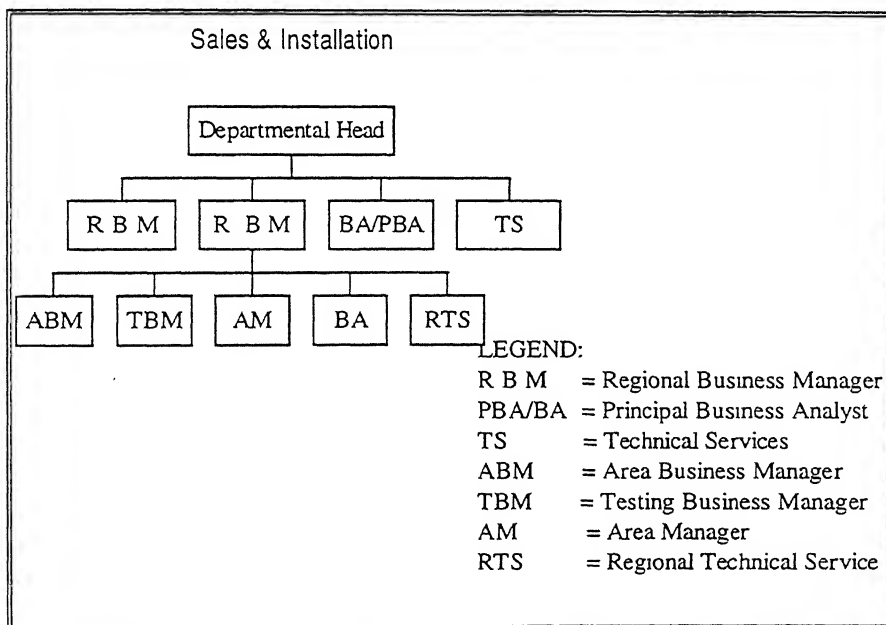 Sales & Installation
Departmental Head
R B M
R B M
BA/PBA
TS
ABM
TBM
AM
BA
RTS
LEGEND:
R B M = Regional Business Manager
PBA/BA = Principal Business Analyst
TS = Technical Services
ABM = Area Business Manager
TBM = Testing Business Manager
AM = Area Manager
RTS = Regional Technical Service